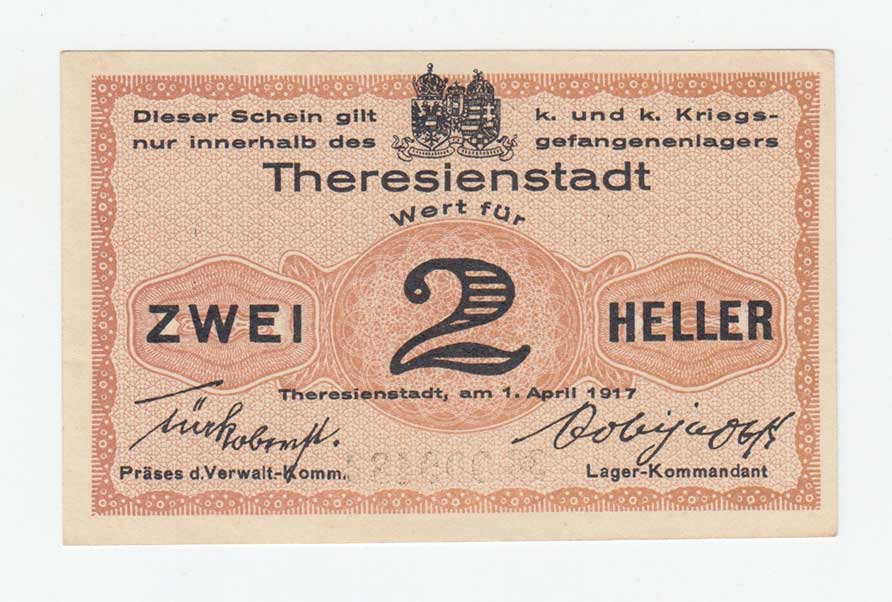 Dieser Schein gilt
nur innerhalb des
k. und k. Kriegs-
gefangenenlagers
Theresienstadt
Wert für
ZWEI 2 HELLER
Theresienstadt, am 1. April 1917
Präses d.Verwalt.-Komm.
Lager-Kommandant